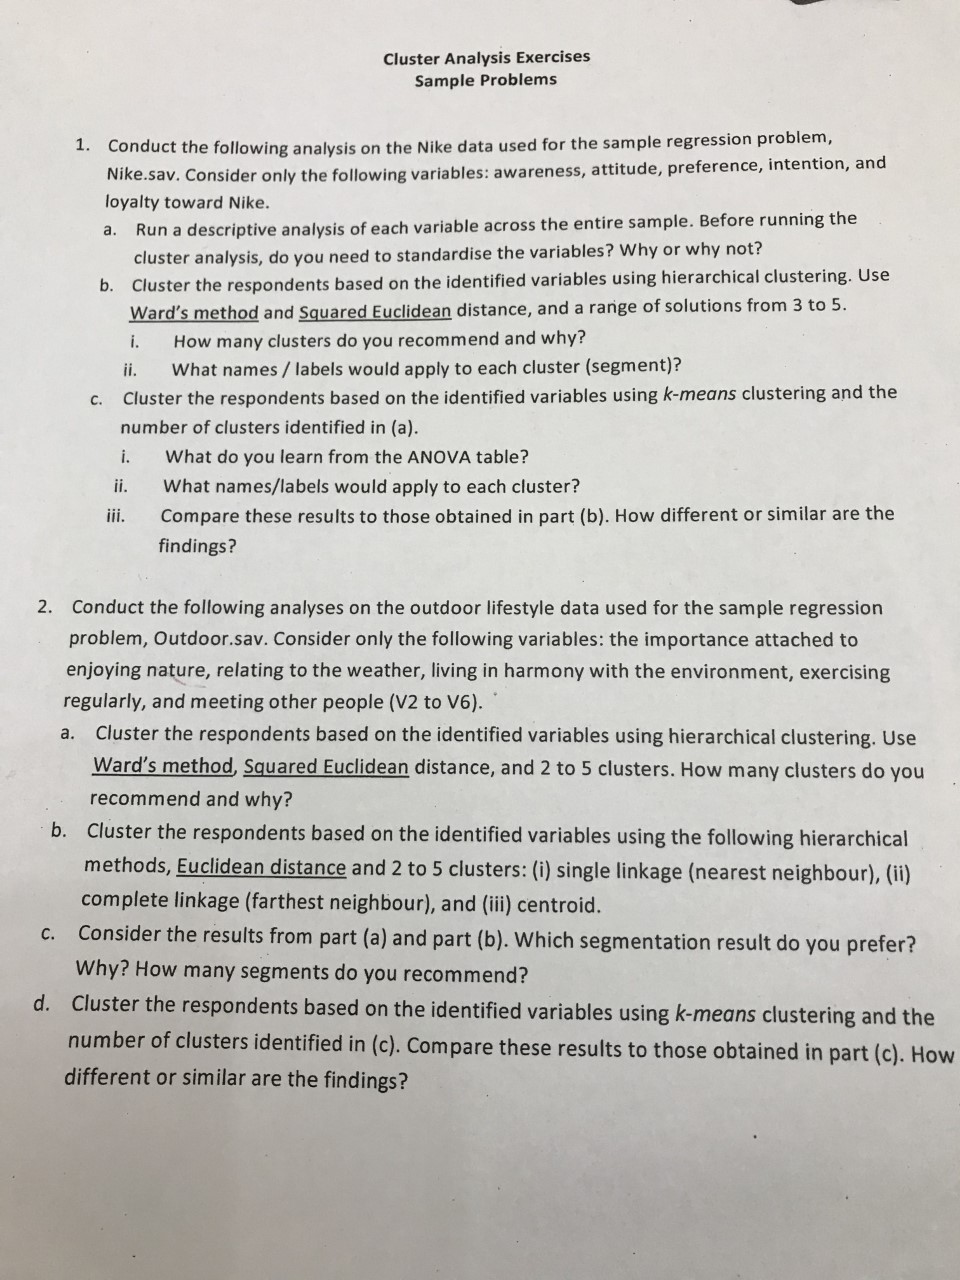 Cluster Analysis Exercises
Sample Problems
1. Conduct the following analysis on the Nike data used for the sample regression problem,
Nike.sav. Consider only the following variables: awareness, attitude, preference, intention, and
loyalty toward Nike.
a. Run a descriptive analysis of each variable across the entire sample. Before running the
cluster analysis, do you need to standardise the variables? Why or why not?
b. Cluster the respondents based on the identified variables using hierarchical clustering. Use
Ward's method and Squared Euclidean distance, and a range of solutions from 3 to 5.
i. How many clusters do you recommend and why?
ii. What names / labels would apply to each cluster (segment)?
c. Cluster the respondents based on the identified variables using k-means clustering and the
number of clusters identified in (a).
i. What do you learn from the ANOVA table?
ii. What names/labels would apply to each cluster?
iii. Compare these results to those obtained in part (b). How different or similar are the
findings?
2. Conduct the following analyses on the outdoor lifestyle data used for the sample regression
problem, Outdoor.sav. Consider only the following variables: the importance attached to
enjoying nature, relating to the weather, living in harmony with the environment, exercising
regularly, and meeting other people (V2 to V6).
a. Cluster the respondents based on the identified variables using hierarchical clustering. Use
Ward's method, Squared Euclidean distance, and 2 to 5 clusters. How many clusters do you
recommend and why?
b. Cluster the respondents based on the identified variables using the following hierarchical
methods, Euclidean distance and 2 to 5 clusters: (i) single linkage (nearest neighbour), (ii)
complete linkage (farthest neighbour), and (iii) centroid.
c. Consider the results from part (a) and part (b). Which segmentation result do you prefer?
Why? How many segments do you recommend?
d. Cluster the respondents based on the identified variables using k-means clustering and the
number of clusters identified in (c). Compare these results to those obtained in part (c). How
different or similar are the findings?